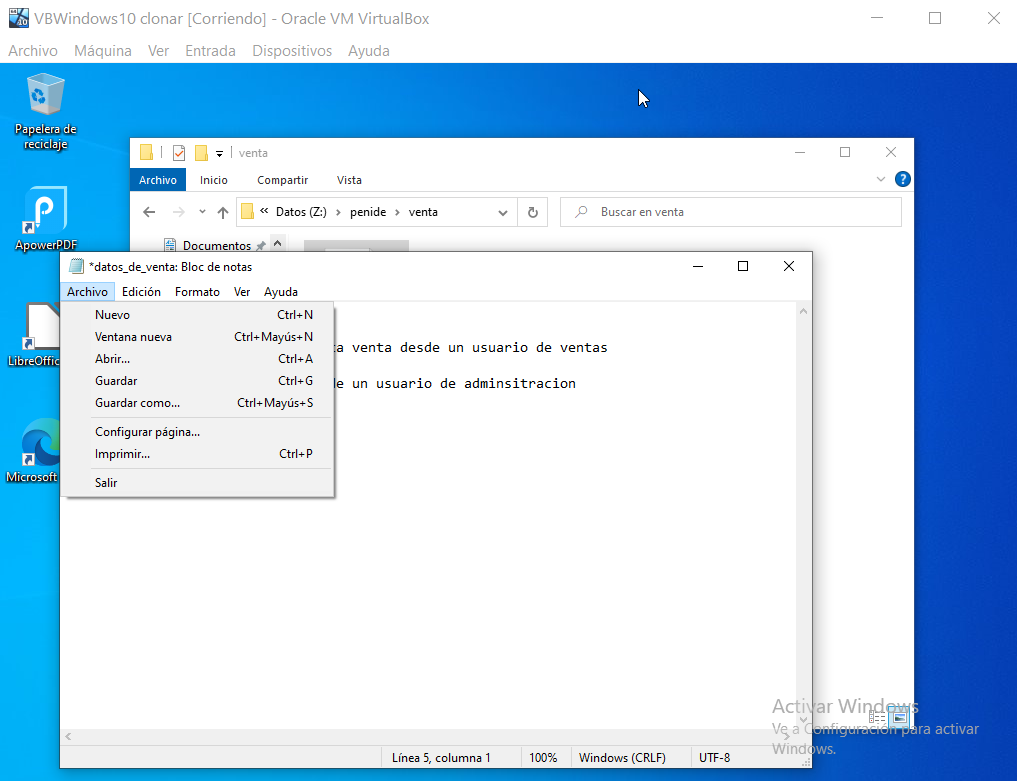 VBWindows10 clonar [Corriendo] - Oracle VM VirtualBox
Archivo Máquina Ver Entrada Dispositivos Ayuda
Papelera de
reciclaje
ApowerPDF
LibreOffic
Microsoft
venta
Archivo Inicio Compartir Vista
« Datos (Z:) › penide › venta
Buscar en venta
Documentos
*datos_de_venta: Bloc de notas
Archivo Edición Formato Ver Ayuda
Nuevo Ctrl+N
Ventana nueva Ctrl+Mayús+N
Abrir... Ctrl+A
Guardar Ctrl+G
Guardar como... Ctrl+Mayús+S
Configurar página...
Imprimir... Ctrl+P
Salir
ta venta desde un usuario de ventas
de un usuario de adminsitracion
Línea 5, columna 1 100% Windows (CRLF) UTF-8
Activar Windows
Ve a Configuración para activar
Windows.